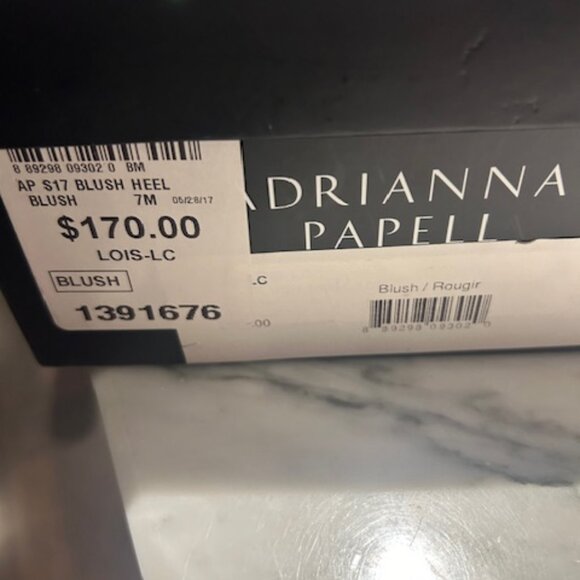 8 89298 09302 0 8M
AP S17 BLUSH HEEL
BLUSH 7M 05/28/17
$170.00
LOIS-LC
BLUSH
1391676
ADRIANNA
PAPELL
LC
.00
Blush / Rougir
8 89298 09302 0